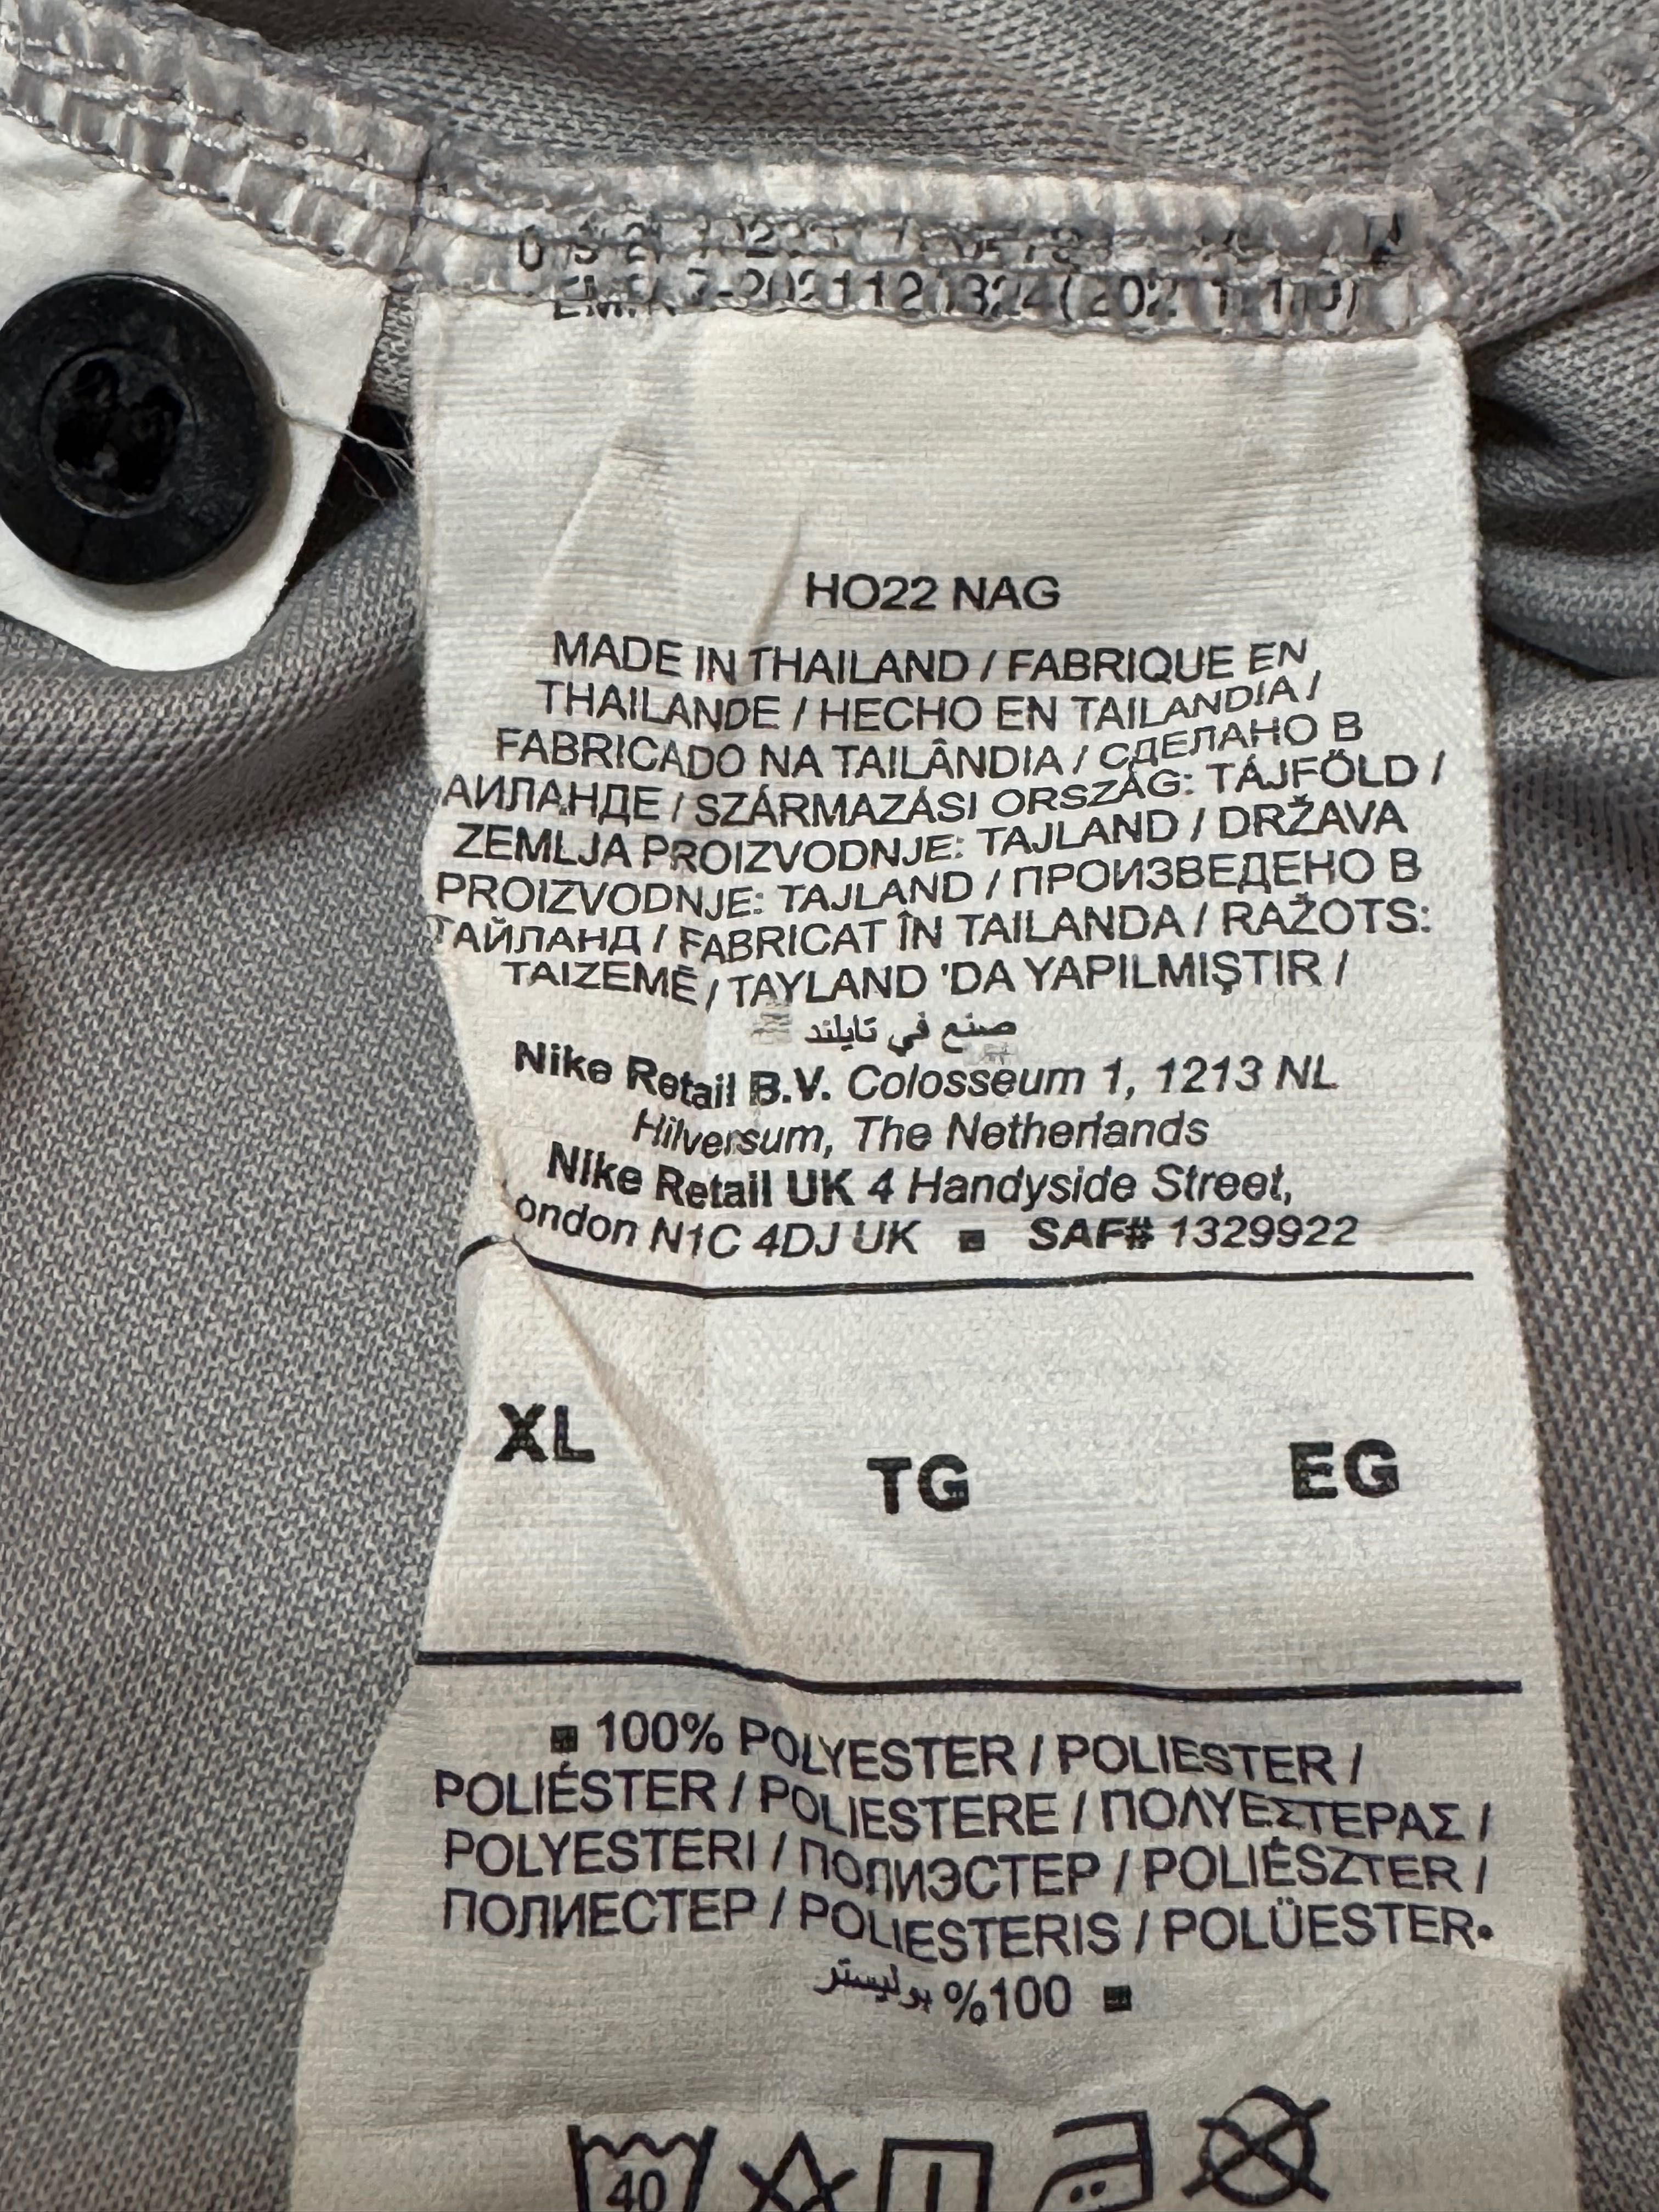 HO22 NAG
MADE IN THAILAND / FABRIQUE EN
THAILANDE / HECHO EN TAILANDIA /
FABRICADO NA TAILÂNDIA / СДЕЛАНО В
АИЛАНДЕ / SZÁRMAZÁSI ORSZÁG: TÁJFÖLD /
ZEMLJA PROIZVODNJE: TAJLAND / DRŽAVA
PROIZVODNJE: TAJLAND / ПРОИЗВЕДЕНО В
ТАЙЛАНД / FABRICAT ÎN TAILANDA / RAŽOTS:
TAIZEMĒ / TAYLAND 'DA YAPILMIŞTIR /
صنع في تايلند
Nike Retail B.V. Colosseum 1, 1213 NL
Hilversum, The Netherlands
Nike Retail UK 4 Handyside Street,
ondon N1C 4DJ UK ▪ SAF# 1329922
XL TG EG
▪ 100% POLYESTER / POLIESTER /
POLIÉSTER / POLIESTERE / ΠΟΛΥΕΣΤΕΡΑΣ /
POLYESTERI / ПОЛИЭСТЕР / POLIÉSZTER /
ПОЛИЕСТЕР / POLIESTERIS / POLÜESTER•
▪ 100% بوليستر
40